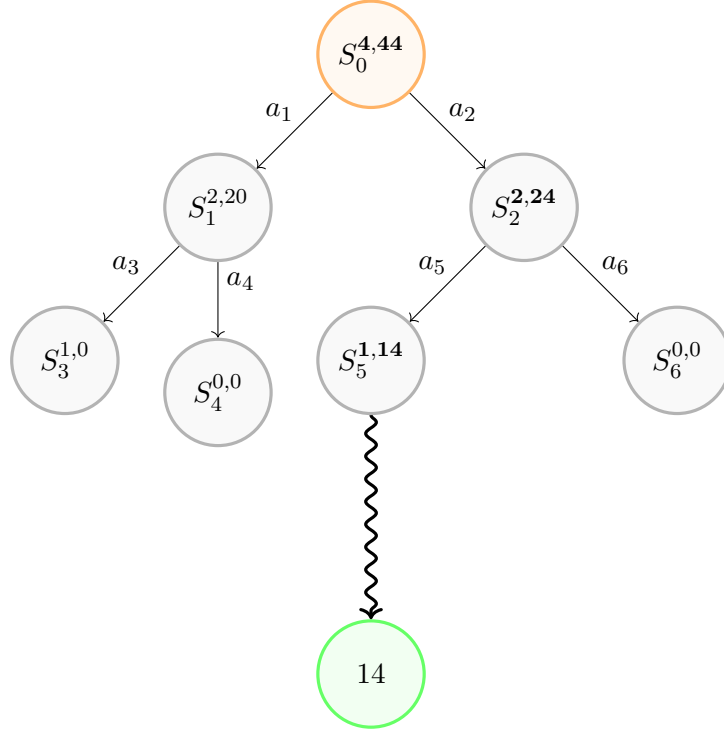 S_0^{4,44}
a_1 a_2
S_1^{2,20} S_2^{2,24}
a_3 a_4 a_5 a_6
S_3^{1,0} S_4^{0,0} S_5^{1,14} S_6^{0,0}
14